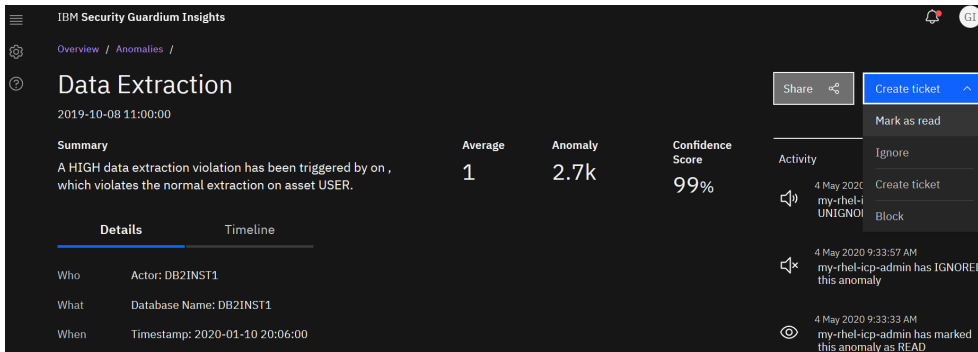 IBM Security Guardium Insights
GI
Overview / Anomalies /
Data Extraction
2019-10-08 11:00:00
Share
Create ticket
Mark as read
Ignore
Create ticket
Block
Summary
A HIGH data extraction violation has been triggered by on ,
which violates the normal extraction on asset USER.
Average
1
Anomaly
2.7k
Confidence
Score
99%
Details
Timeline
Who Actor: DB2INST1
What Database Name: DB2INST1
When Timestamp: 2020-01-10 20:06:00
Activity
4 May 2020
my-rhel-i
UNIGNO
4 May 2020 9:33:57 AM
my-rhel-icp-admin has IGNORE
this anomaly
4 May 2020 9:33:33 AM
my-rhel-icp-admin has marked
this anomaly as READ